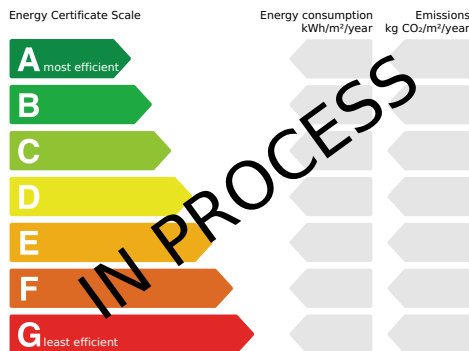 Energy Certificate Scale
Energy consumption
kWh/m²/year
Emissions
kg CO₂/m²/year
A most efficient
B
C
D
E
F
G least efficient
IN PROCESS